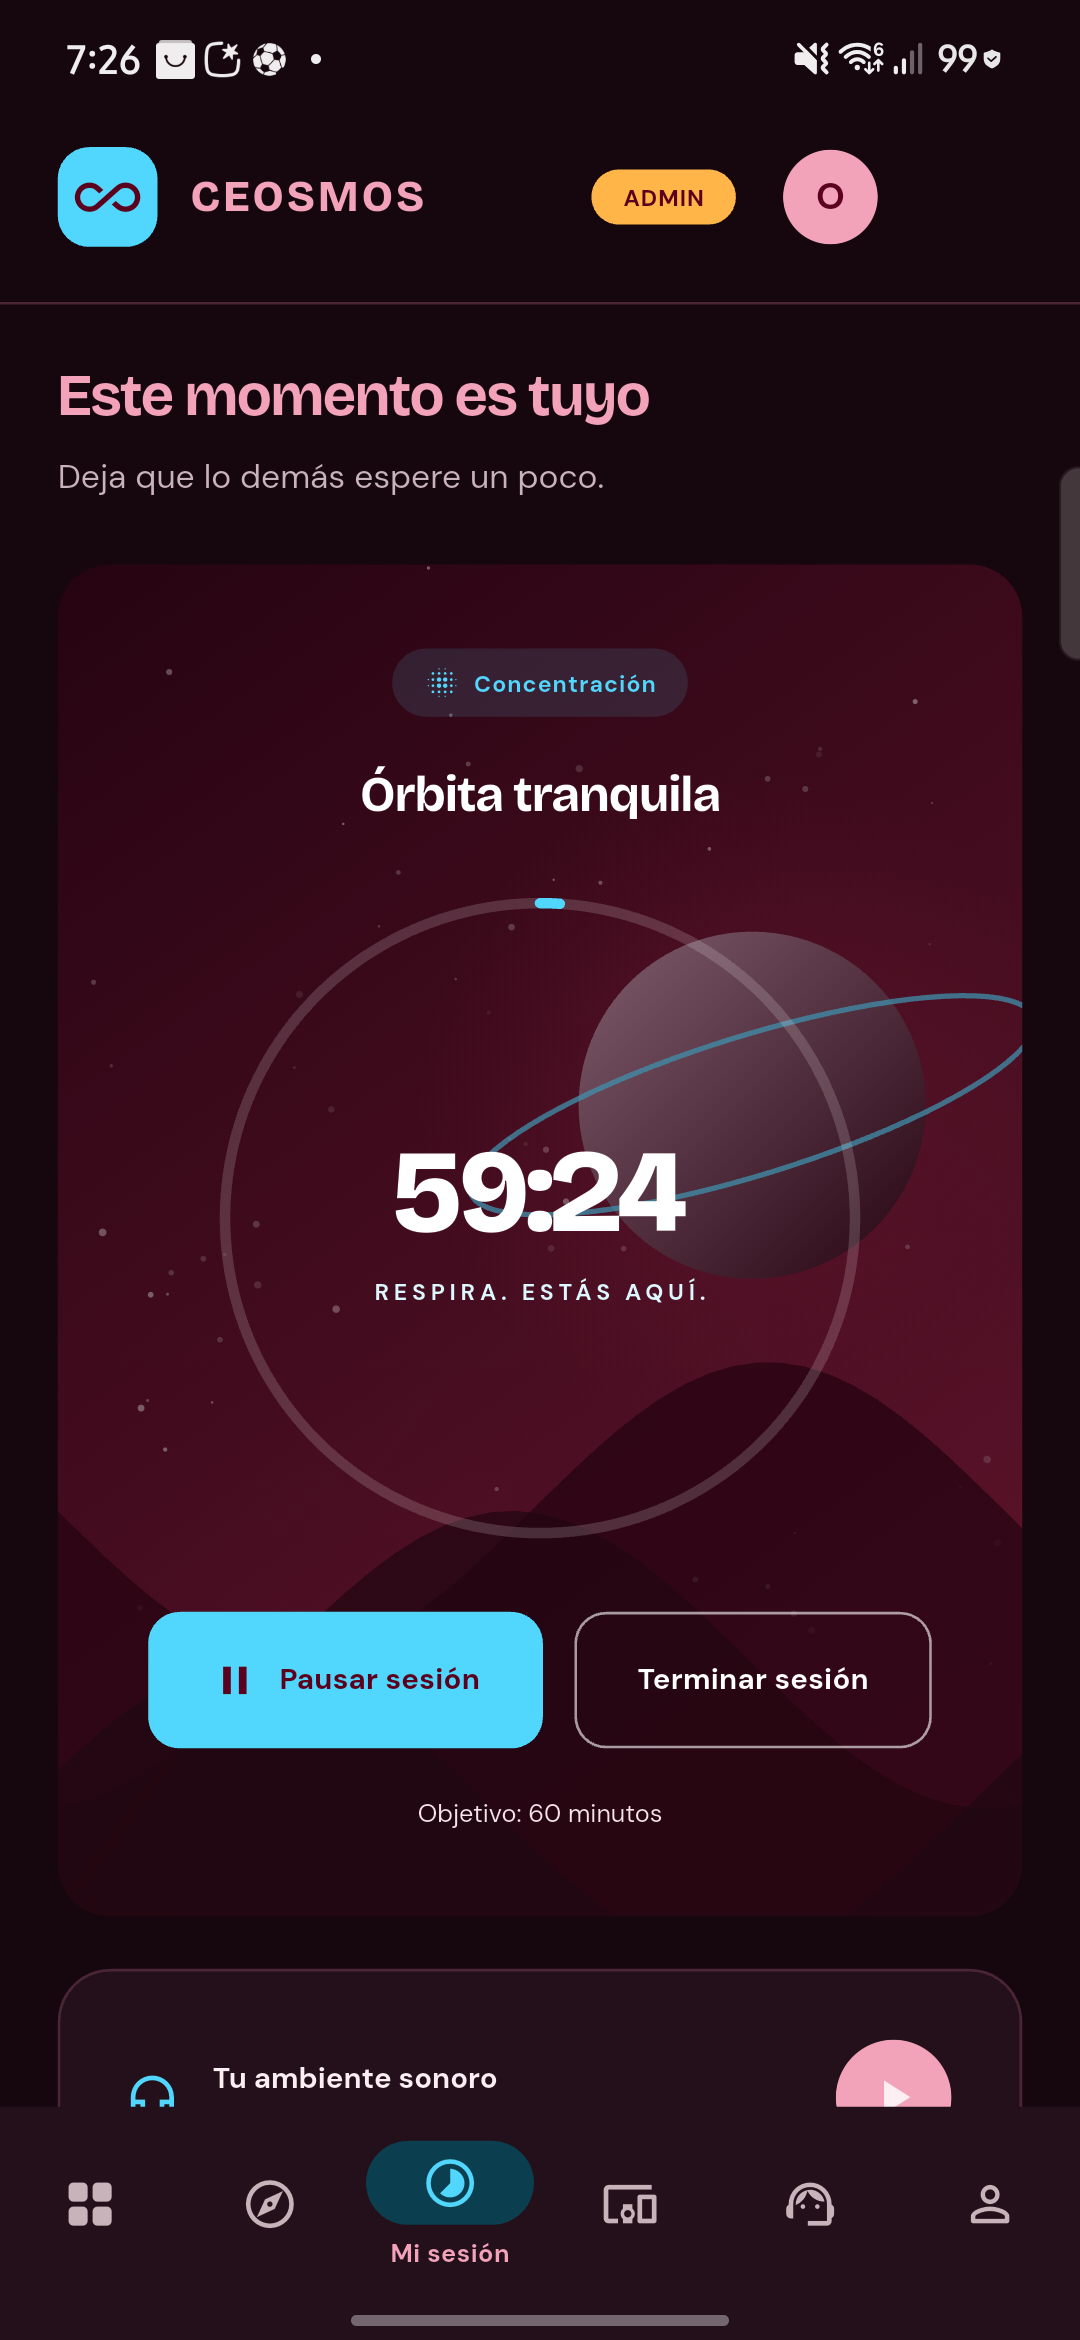 7:26
6
99
CEOSMOS
ADMIN
O
Este momento es tuyo
Deja que lo demás espere un poco.
Concentración
Órbita tranquila
59:24
RESPIRA. ESTÁS AQUÍ.
Pausar sesión
Terminar sesión
Objetivo: 60 minutos
Tu ambiente sonoro
Mi sesión